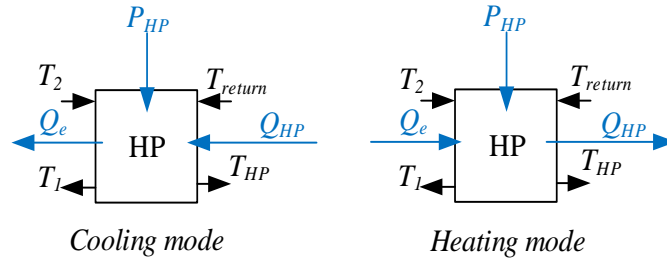 P_HP P_HP
T_2 T_return T_2 T_return
Q_e Q_HP Q_e Q_HP
HP HP
T_1 T_HP T_1 T_HP
Cooling mode Heating mode